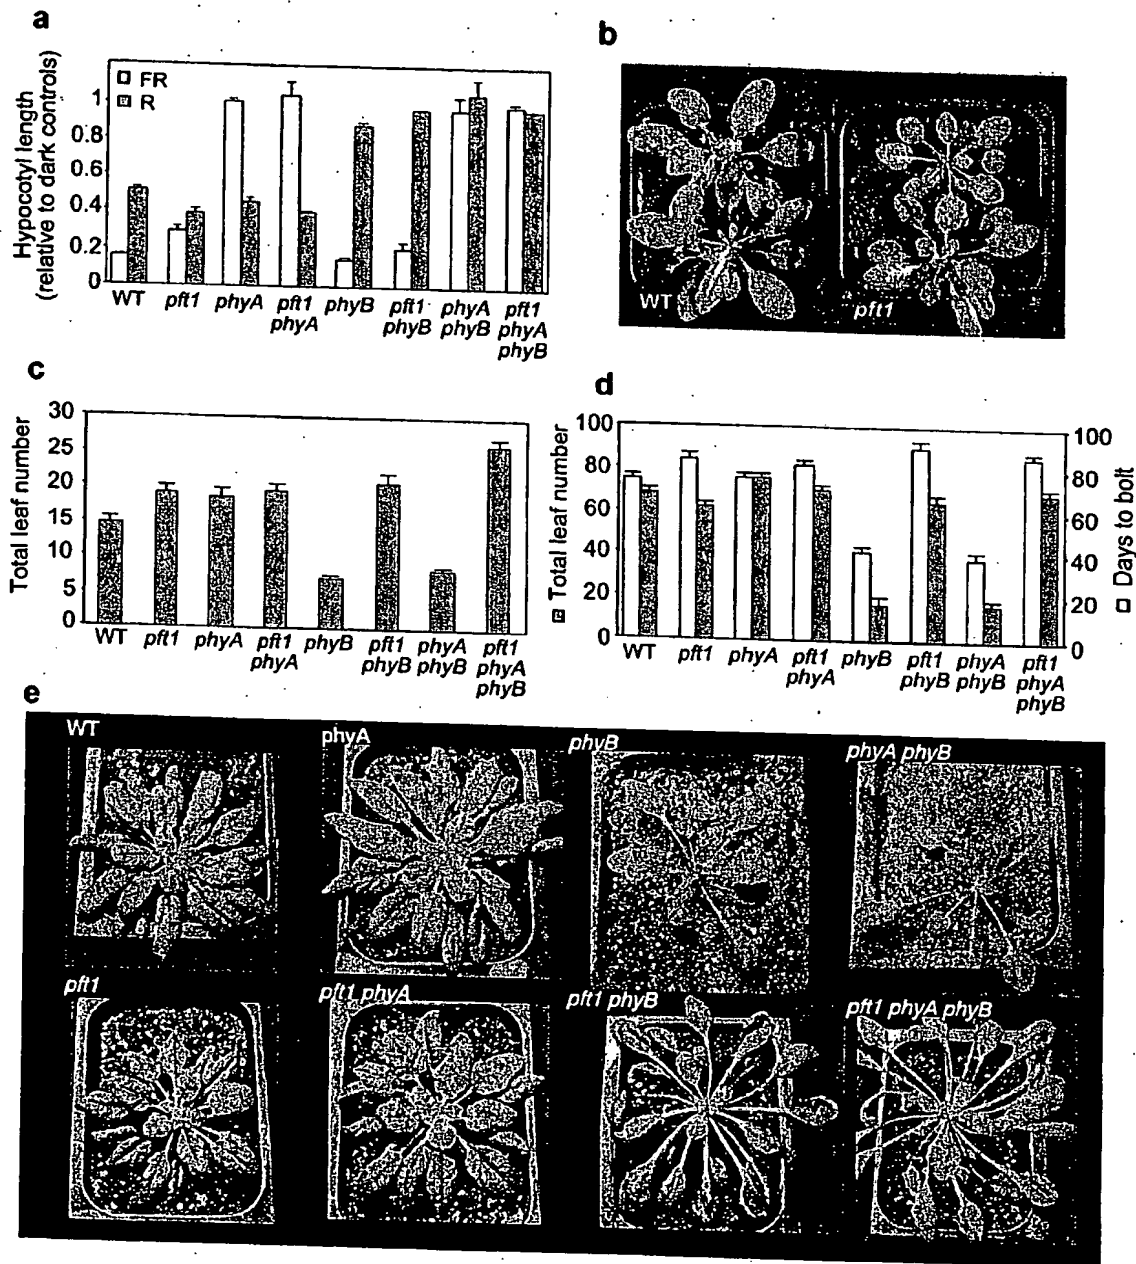 a
Hypocotyl length
(relative to dark controls)
FR
R
1
0.8
0.6
0.4
0.2
0
WT
pft1
phyA
pft1
phyA
phyB
pft1
phyB
phyA
phyB
pft1
phyA
phyB
b
WT
pft1
c
Total leaf number
30
25
20
15
10
5
0
WT
pft1
phyA
pft1
phyA
phyB
pft1
phyB
phyA
phyB
pft1
phyA
phyB
d
Total leaf number
100
80
60
40
20
0
100
80
60
40
20
0
Days to bolt
WT
pft1
phyA
pft1
phyA
phyB
pft1
phyB
phyA
phyB
pft1
phyA
phyB
e
WT
phyA
phyB
phyA phyB
pft1
pft1 phyA
pft1 phyB
pft1 phyA phyB